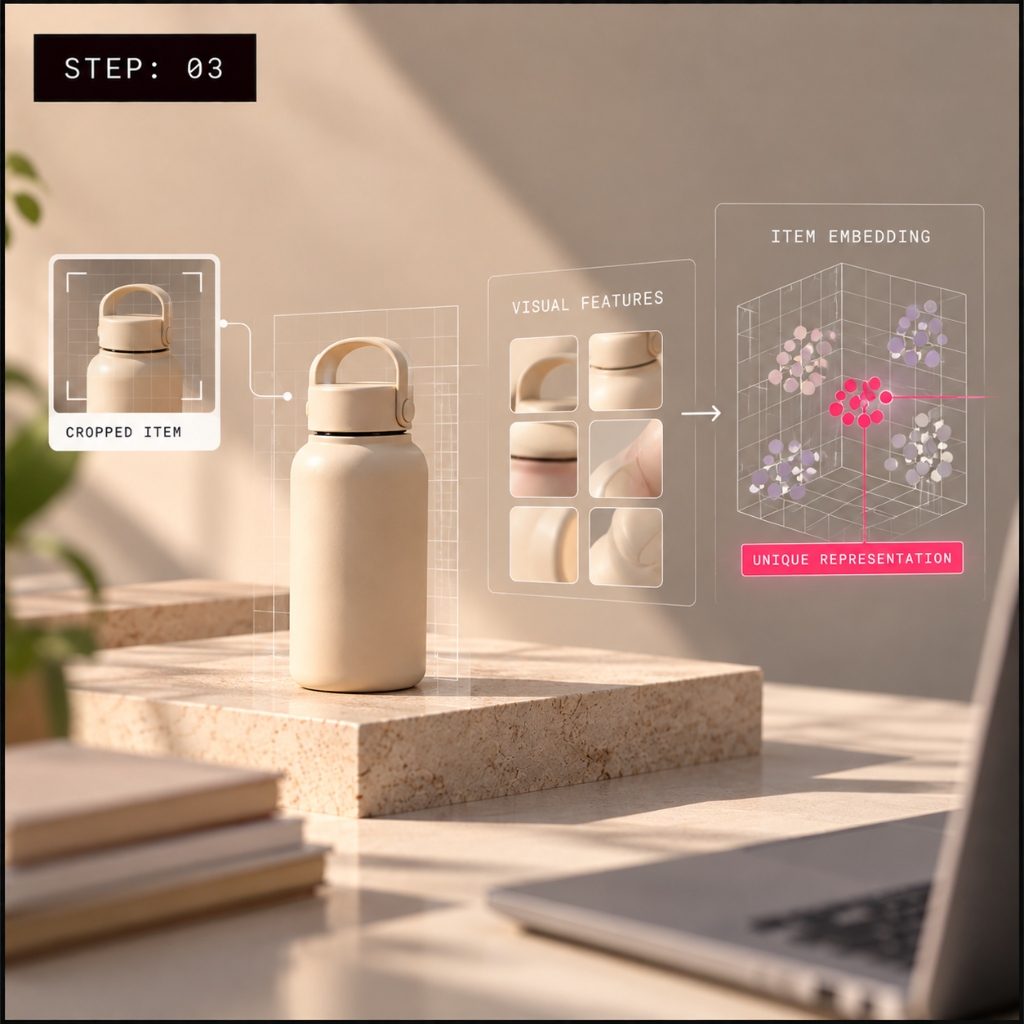 STEP: 03
ITEM EMBEDDING
VISUAL FEATURES
CROPPED ITEM
UNIQUE REPRESENTATION